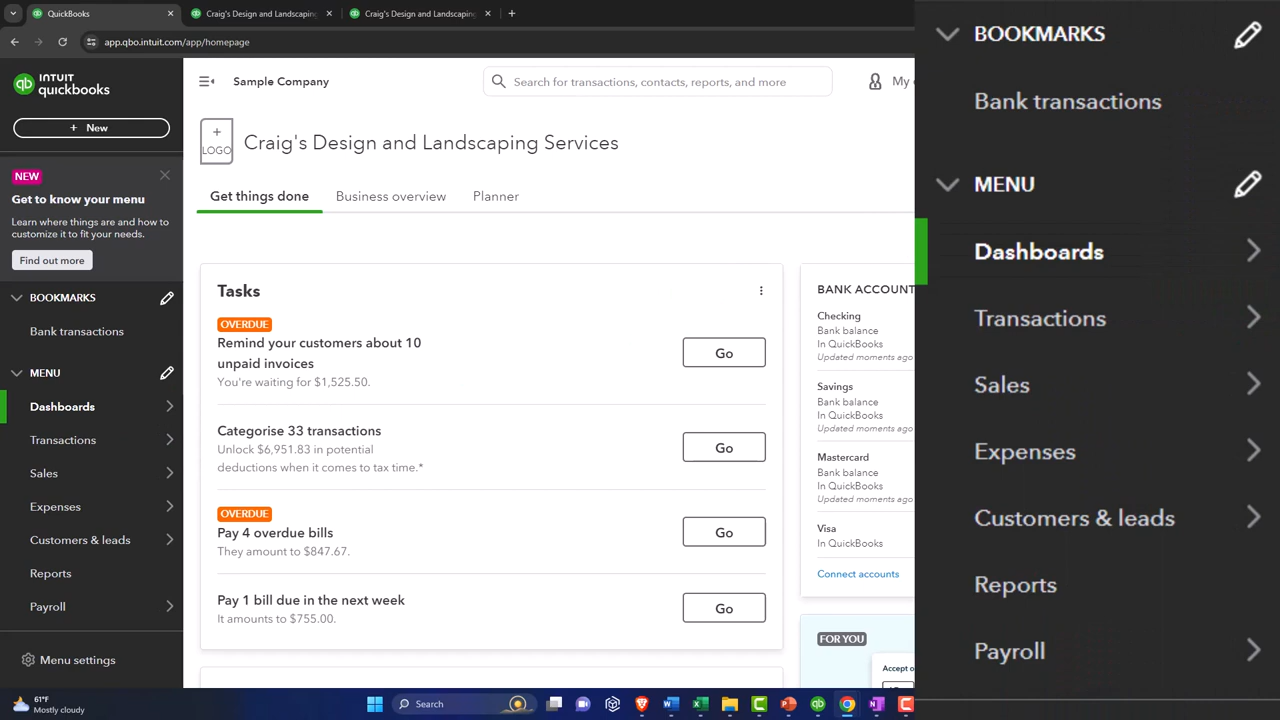 QuickBooks
Craig's Design and Landscaping
Craig's Design and Landscaping
app.qbo.intuit.com/app/homepage
qb
INTUIT
quickbooks
+ New
NEW
Get to know your menu
Learn where things are and how to
customize it to fit your needs.
Find out more
BOOKMARKS
Bank transactions
MENU
Dashboards
Transactions
Sales
Expenses
Customers & leads
Reports
Payroll
Menu settings
Sample Company
Search for transactions, contacts, reports, and more
My
+
LOGO
Craig's Design and Landscaping Services
Get things done
Business overview
Planner
Tasks
OVERDUE
Remind your customers about 10
unpaid invoices
You're waiting for $1,525.50.
Go
Categorise 33 transactions
Unlock $6,951.83 in potential
deductions when it comes to tax time.*
Go
OVERDUE
Pay 4 overdue bills
They amount to $847.67.
Go
Pay 1 bill due in the next week
It amounts to $755.00.
Go
BANK ACCOUNT
Checking
Bank balance
In QuickBooks
Updated moments ago
Savings
Bank balance
In QuickBooks
Updated moments ago
Mastercard
Bank balance
In QuickBooks
Updated moments ago
Visa
In QuickBooks
Connect accounts
FOR YOU
Accept
BOOKMARKS
Bank transactions
MENU
Dashboards
Transactions
Sales
Expenses
Customers & leads
Reports
Payroll
61°F
Mostly cloudy
Search